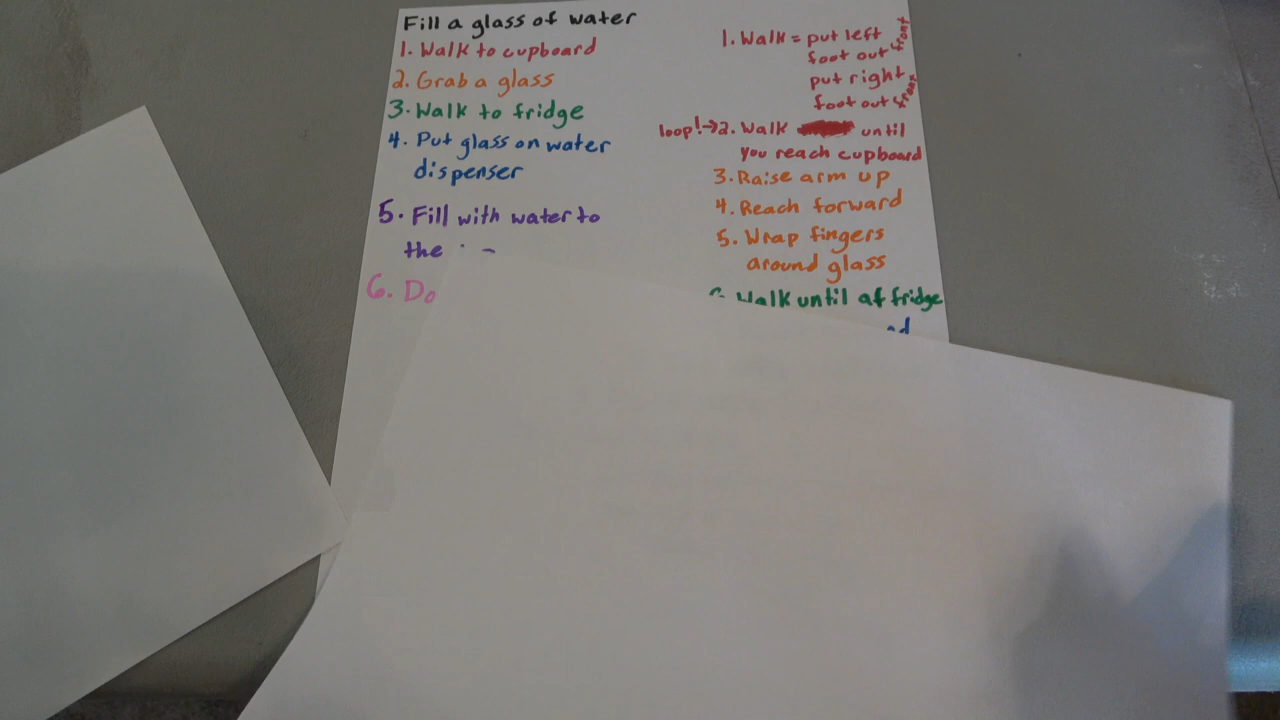 Fill a glass of water
1. Walk to cupboard
2. Grab a glass
3. Walk to fridge
4. Put glass on water
dispenser
5. Fill with water to
the
6. Do
1. Walk = put left
foot out front
put right
foot out front
loop!→2. Walk until
you reach cupboard
3. Raise arm up
4. Reach forward
5. Wrap fingers
around glass
Walk until at fridge